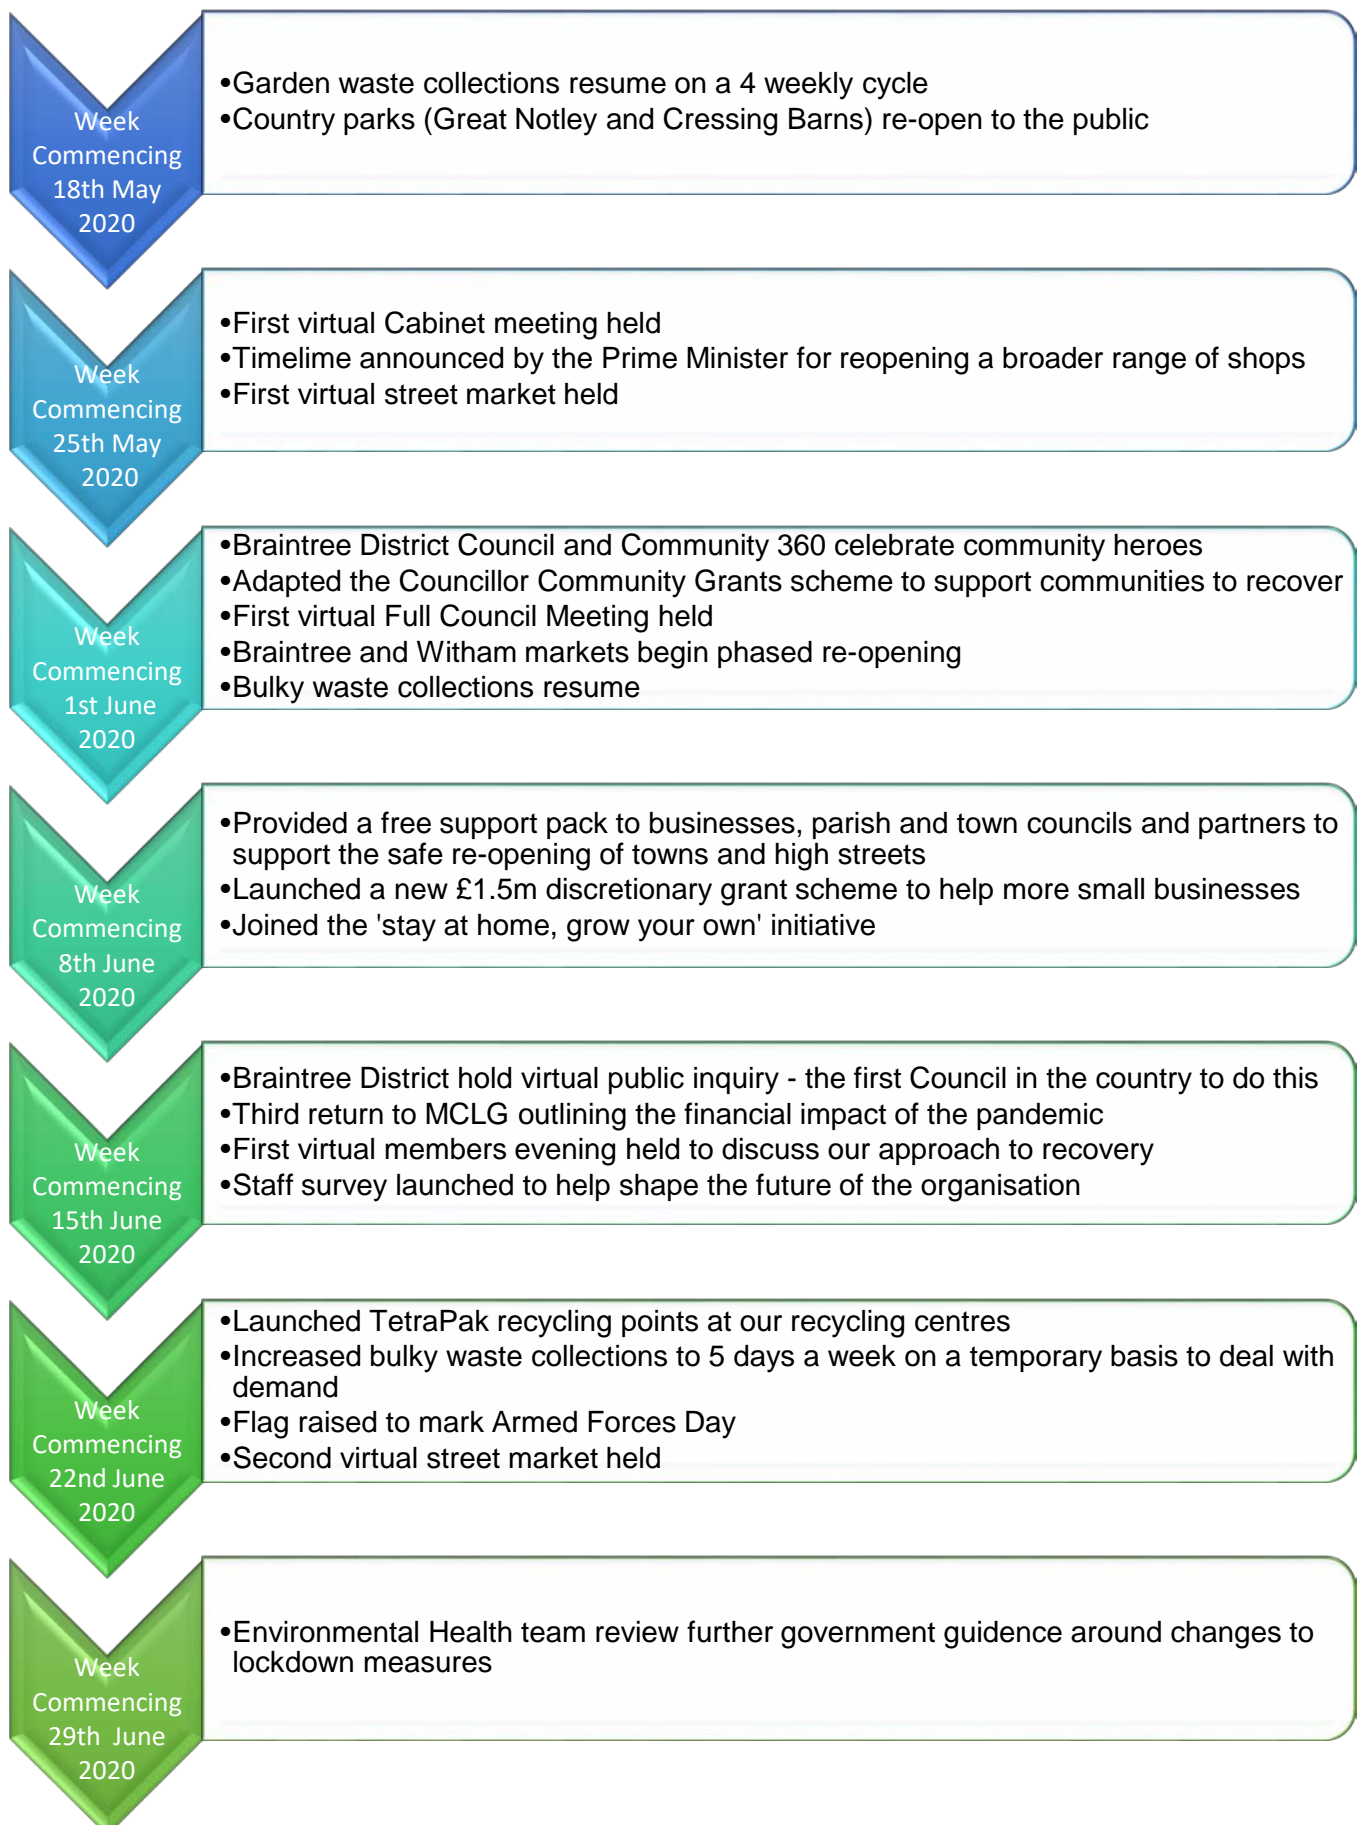 Week
Commencing
18th May
2020
•Garden waste collections resume on a 4 weekly cycle
•Country parks (Great Notley and Cressing Barns) re-open to the public
Week
Commencing
25th May
2020
•First virtual Cabinet meeting held
•Timelime announced by the Prime Minister for reopening a broader range of shops
•First virtual street market held
Week
Commencing
1st June
2020
•Braintree District Council and Community 360 celebrate community heroes
•Adapted the Councillor Community Grants scheme to support communities to recover
•First virtual Full Council Meeting held
•Braintree and Witham markets begin phased re-opening
•Bulky waste collections resume
Week
Commencing
8th June
2020
•Provided a free support pack to businesses, parish and town councils and partners to
support the safe re-opening of towns and high streets
•Launched a new £1.5m discretionary grant scheme to help more small businesses
•Joined the 'stay at home, grow your own' initiative
Week
Commencing
15th June
2020
•Braintree District hold virtual public inquiry - the first Council in the country to do this
•Third return to MCLG outlining the financial impact of the pandemic
•First virtual members evening held to discuss our approach to recovery
•Staff survey launched to help shape the future of the organisation
Week
Commencing
22nd June
2020
•Launched TetraPak recycling points at our recycling centres
•Increased bulky waste collections to 5 days a week on a temporary basis to deal with
demand
•Flag raised to mark Armed Forces Day
•Second virtual street market held
Week
Commencing
29th June
2020
•Environmental Health team review further government guidence around changes to
lockdown measures